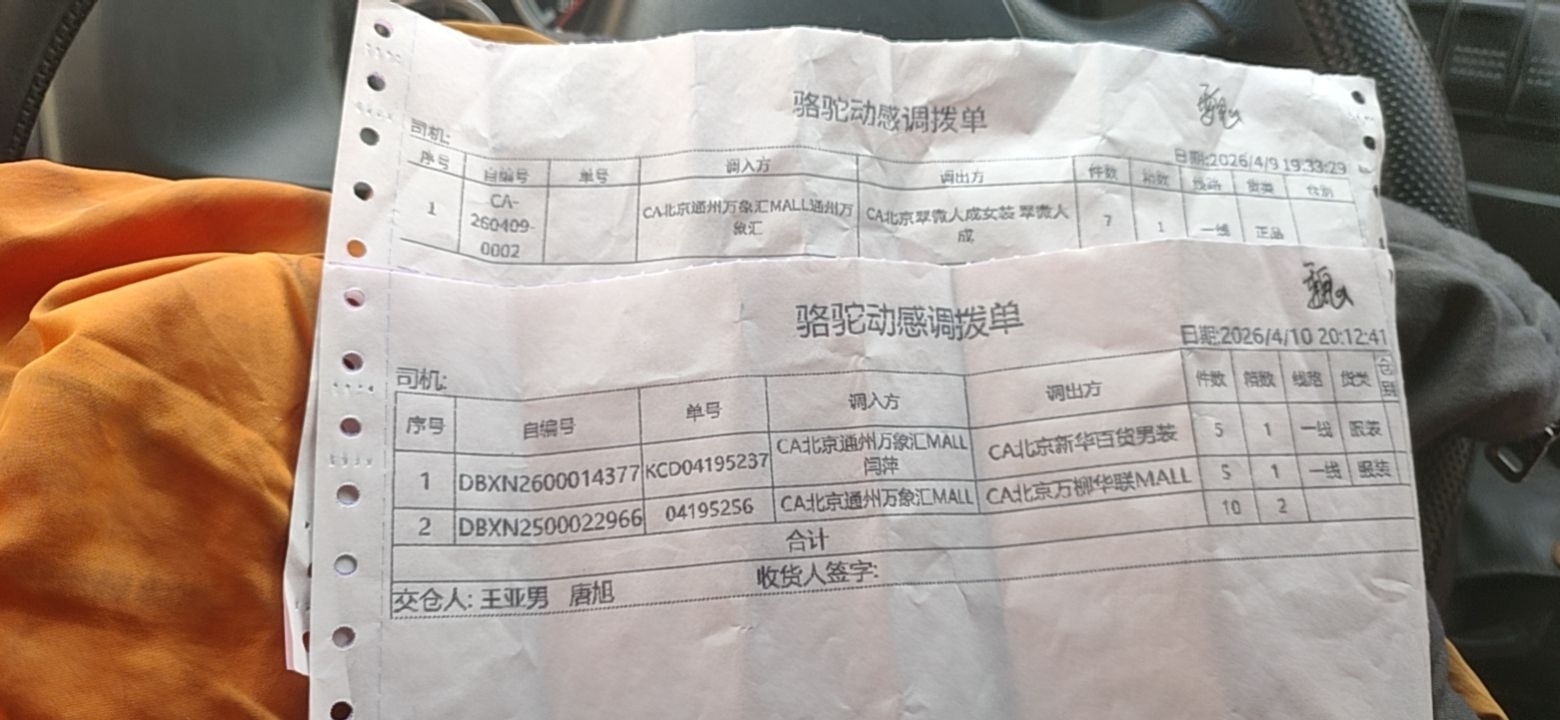 骆驼动感调拨单
司机:
日期:2026/4/9 19:33:29
序号 自编号 单号 调入方 调出方 件数 箱数 线路 货类 仓别
1 CA-260409-0002 CA北京通州万象汇MALL通州万象汇 CA北京翠微人成女装 翠微人成 7 1 一线 正品
骆驼动感调拨单
日期:2026/4/10 20:12:41
司机:
序号 自编号 单号 调入方 调出方 件数 箱数 线路 货类 仓别
1 DBXN2600014377 KCD04195237 CA北京通州万象汇MALL闫萍 CA北京新华百货男装 5 1 一线 服装
2 DBXN2500022966 04195256 CA北京通州万象汇MALL CA北京万柳华联MALL 5 1 一线 服装
合计 10 2
交仓人: 王亚男 唐旭 收货人签字: